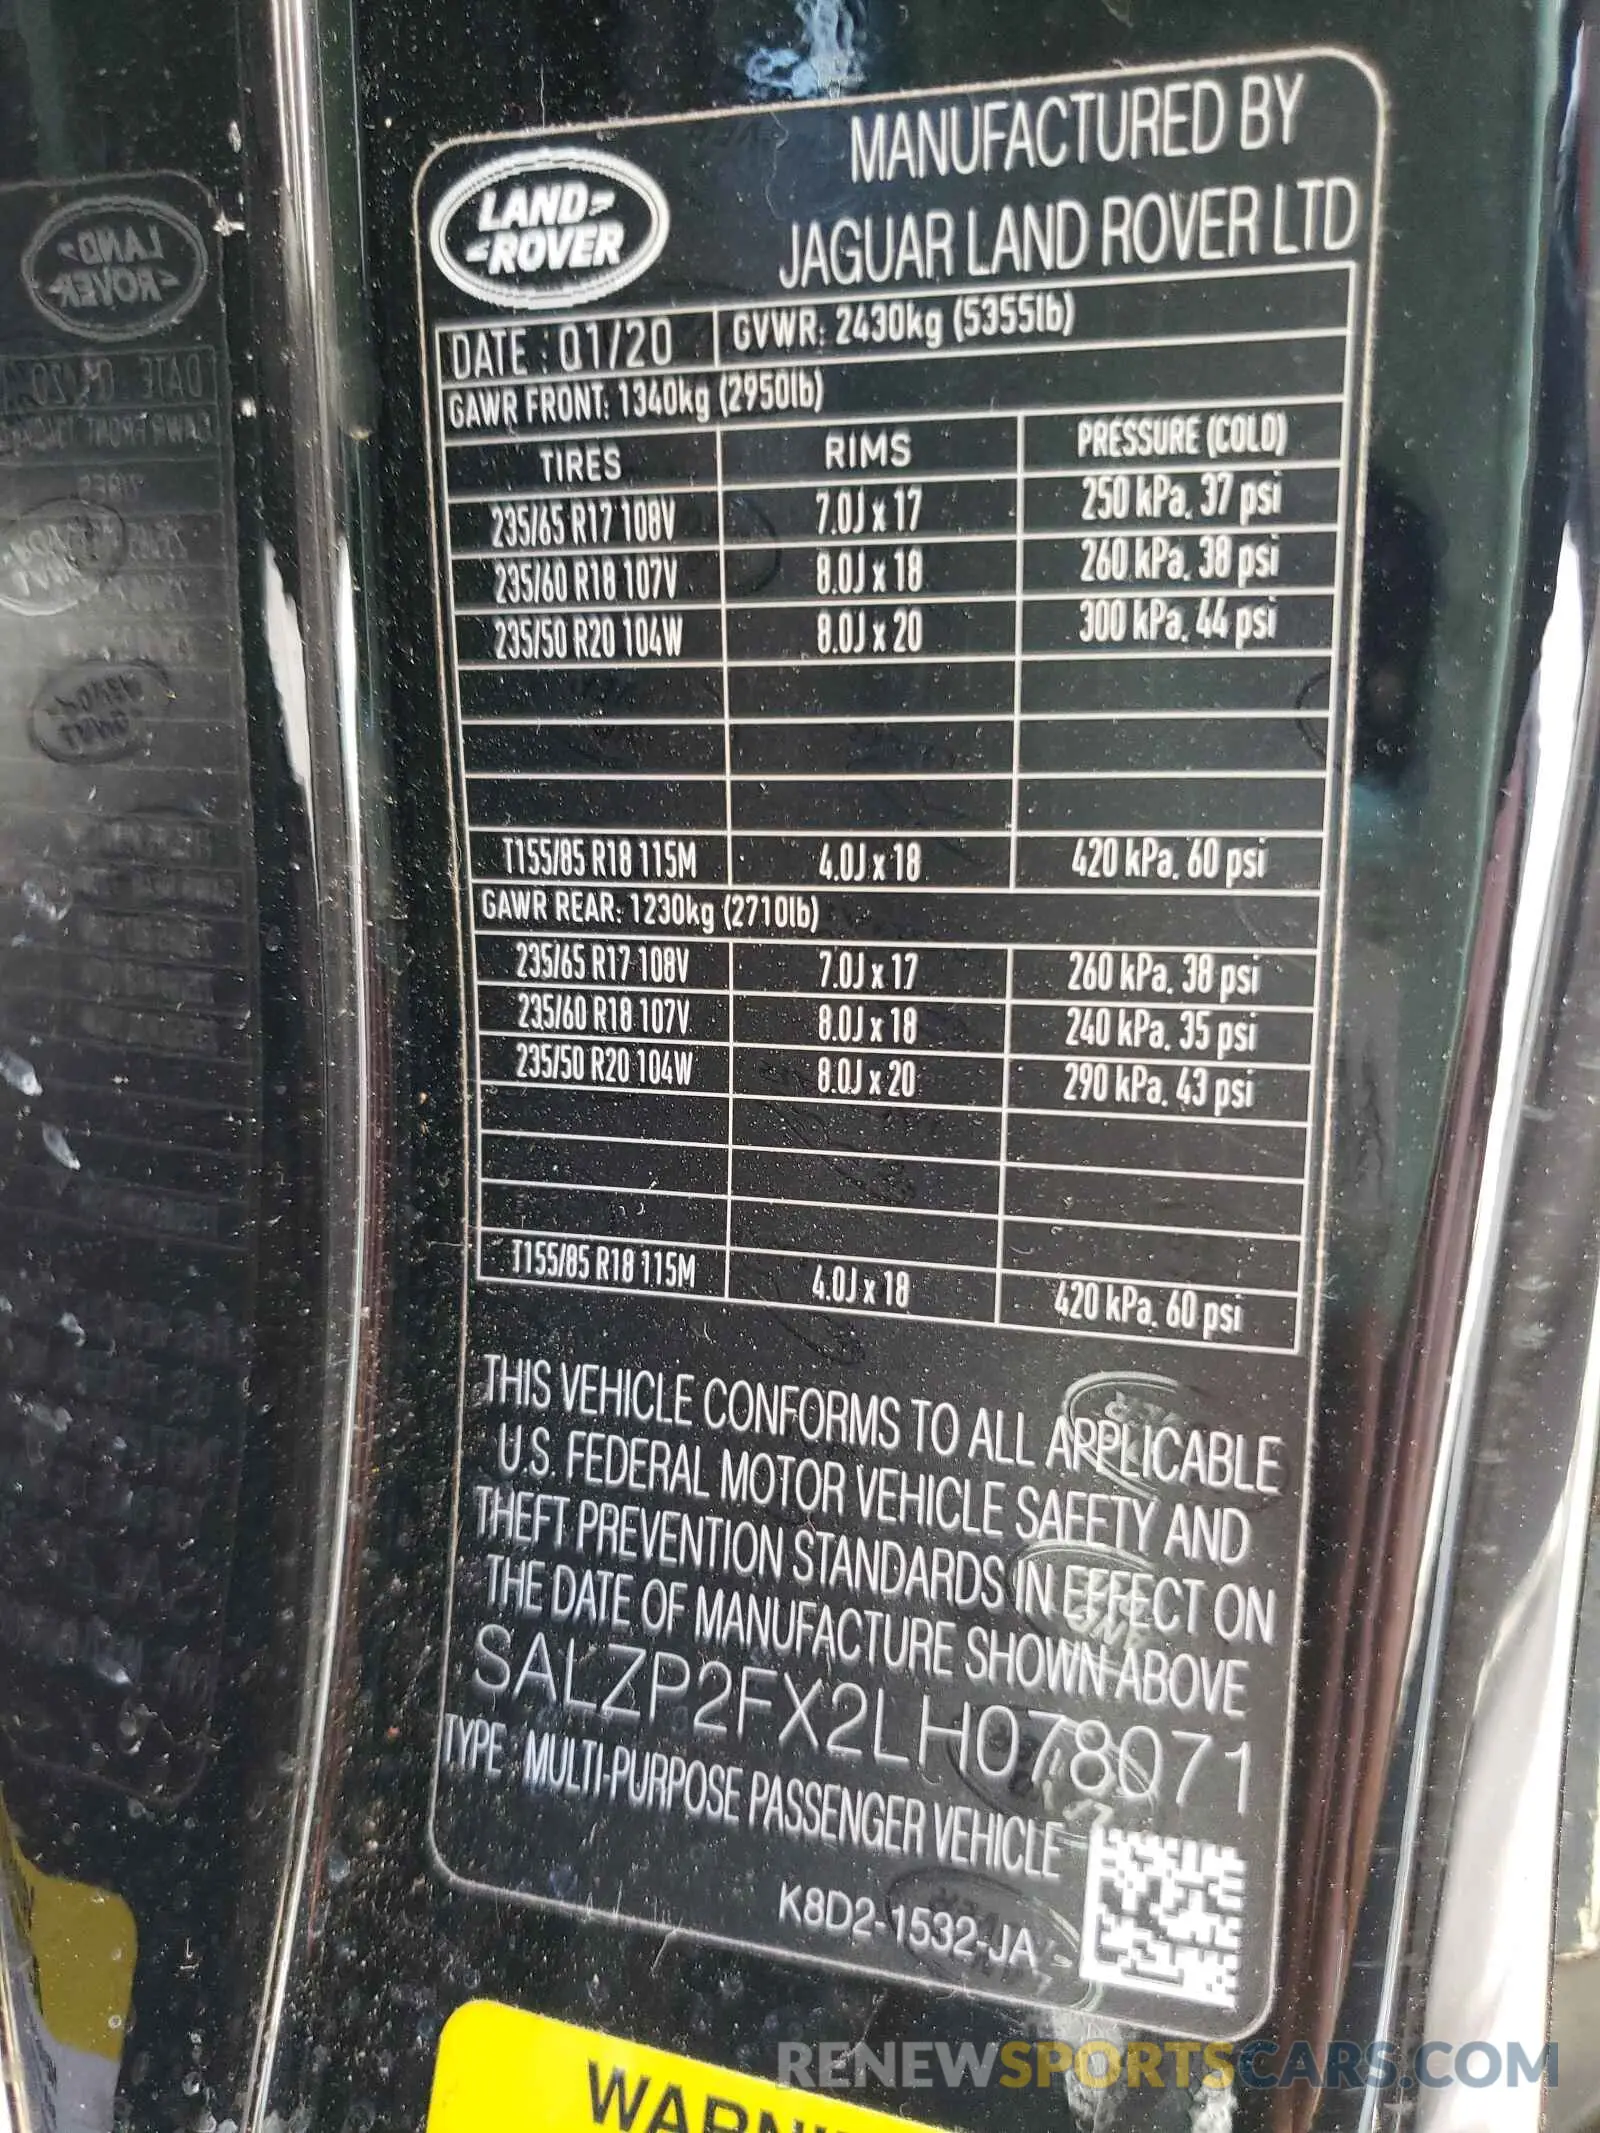 MANUFACTURED BY
LAND ROVER
JAGUAR LAND ROVER LTD
DATE : 01/20 GVWR: 2430kg (5355lb)
GAWR FRONT: 1340kg (2950lb)
TIRES RIMS PRESSURE (COLD)
235/65 R17 108V 7.0J x 17 250 kPa, 37 psi
235/60 R18 107V 8.0J x 18 260 kPa, 38 psi
235/50 R20 104W 8.0J x 20 300 kPa, 44 psi
T155/85 R18 115M 4.0J x 18 420 kPa, 60 psi
GAWR REAR: 1230kg (2710lb)
235/65 R17 108V 7.0J x 17 260 kPa, 38 psi
235/60 R18 107V 8.0J x 18 240 kPa, 35 psi
235/50 R20 104W 8.0J x 20 290 kPa, 43 psi
T155/85 R18 115M 4.0J x 18 420 kPa, 60 psi
THIS VEHICLE CONFORMS TO ALL APPLICABLE
U.S. FEDERAL MOTOR VEHICLE SAFETY AND
THEFT PREVENTION STANDARDS IN EFFECT ON
THE DATE OF MANUFACTURE SHOWN ABOVE
SALZP2FX2LH078071
TYPE : MULTI-PURPOSE PASSENGER VEHICLE
K8D2-1532-JA
RENEWSPORTSCARS.COM